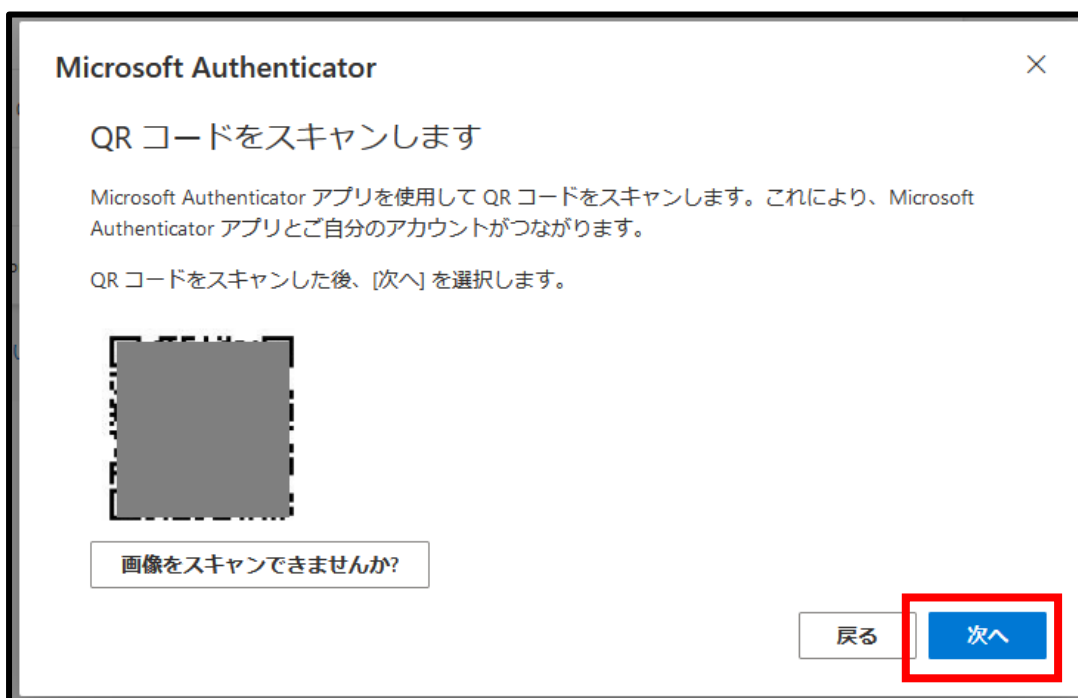 Microsoft Authenticator
QR コードをスキャンします
Microsoft Authenticator アプリを使用して QR コードをスキャンします。これにより、Microsoft
Authenticator アプリとご自分のアカウントがつながります。
QR コードをスキャンした後、[次へ] を選択します。
画像をスキャンできませんか?
戻る
次へ